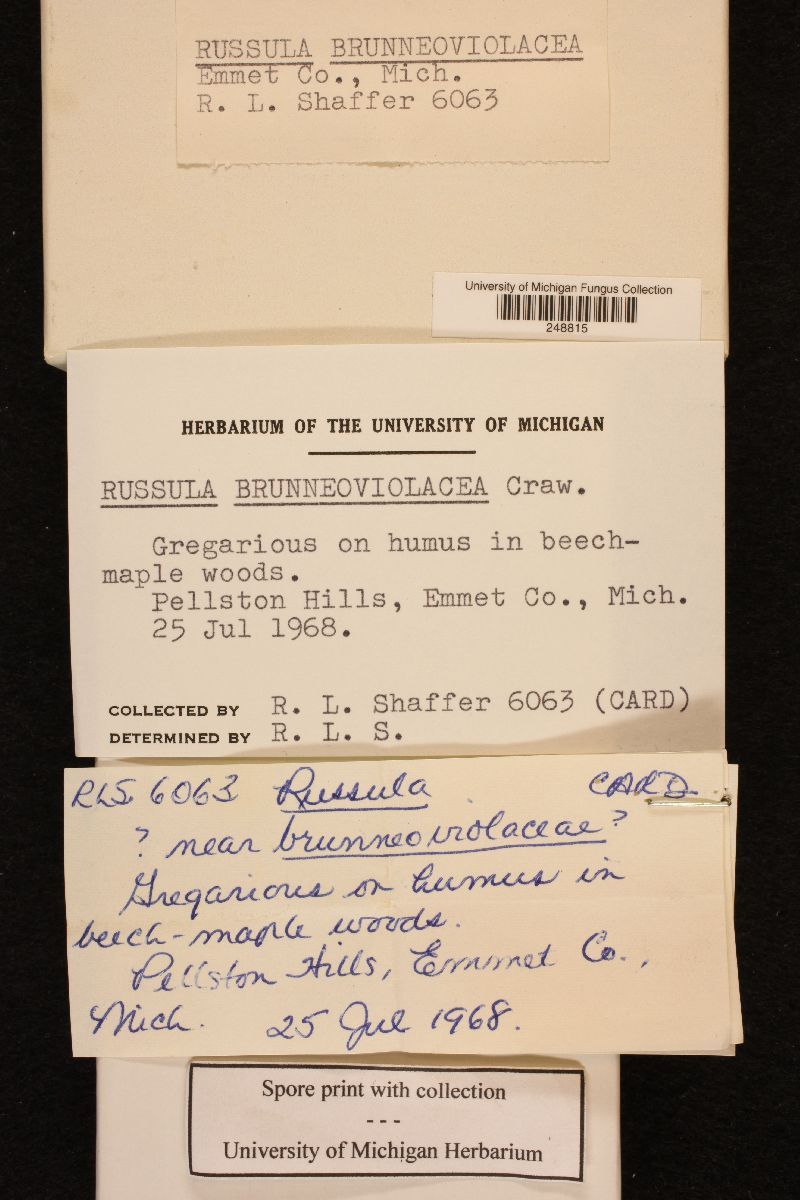 RUSSULA BRUNNEOVIOLACEA
Emmet Co., Mich.
R. L. Shaffer 6063
University of Michigan Fungus Collection
248815
HERBARIUM OF THE UNIVERSITY OF MICHIGAN
RUSSULA BRUNNEOVIOLACEA Craw.
Gregarious on humus in beech-
maple woods.
Pellston Hills, Emmet Co., Mich.
25 Jul 1968.
COLLECTED BY R. L. Shaffer 6063 (CARD)
DETERMINED BY R. L. S.
RLS 6063 Russula CARD
? near brunneoviolaceae?
Gregarious on humus in
beech-maple woods.
Pellston Hills, Emmet Co.,
Mich. 25 Jul 1968.
Spore print with collection
---
University of Michigan Herbarium